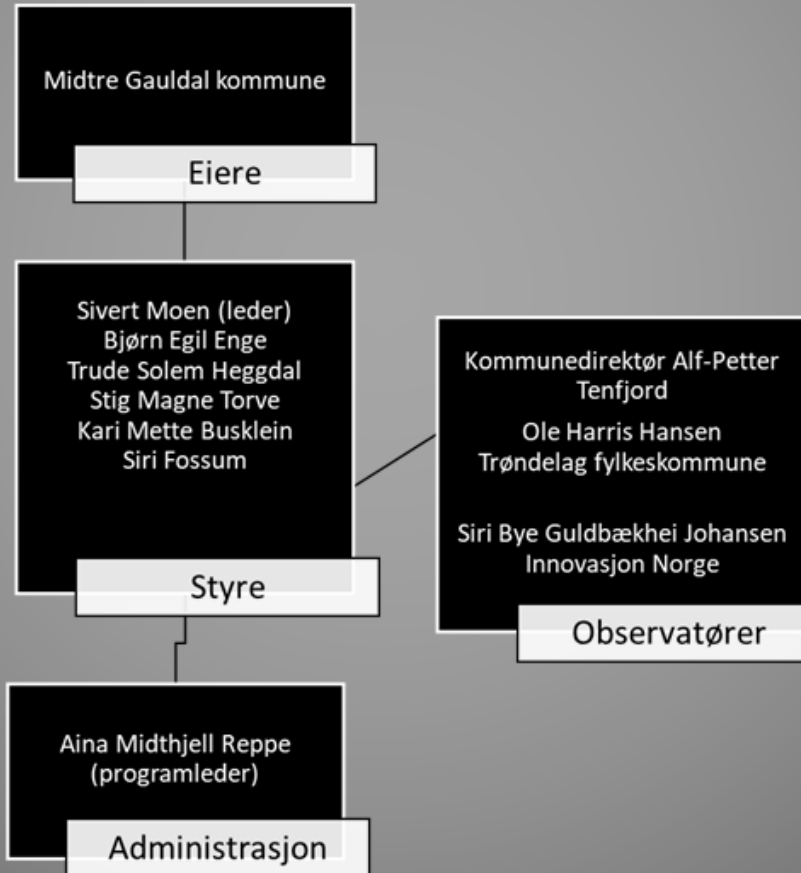 Midtre Gauldal kommune
Eiere
Sivert Moen (leder)
Bjørn Egil Enge
Trude Solem Heggdal
Stig Magne Torve
Kari Mette Busklein
Siri Fossum
Styre
Kommunedirektør Alf-Petter
Tenfjord
Ole Harris Hansen
Trøndelag fylkeskommune
Siri Bye Guldbækhei Johansen
Innovasjon Norge
Observatører
Aina Midthjell Reppe
(programleder)
Administrasjon